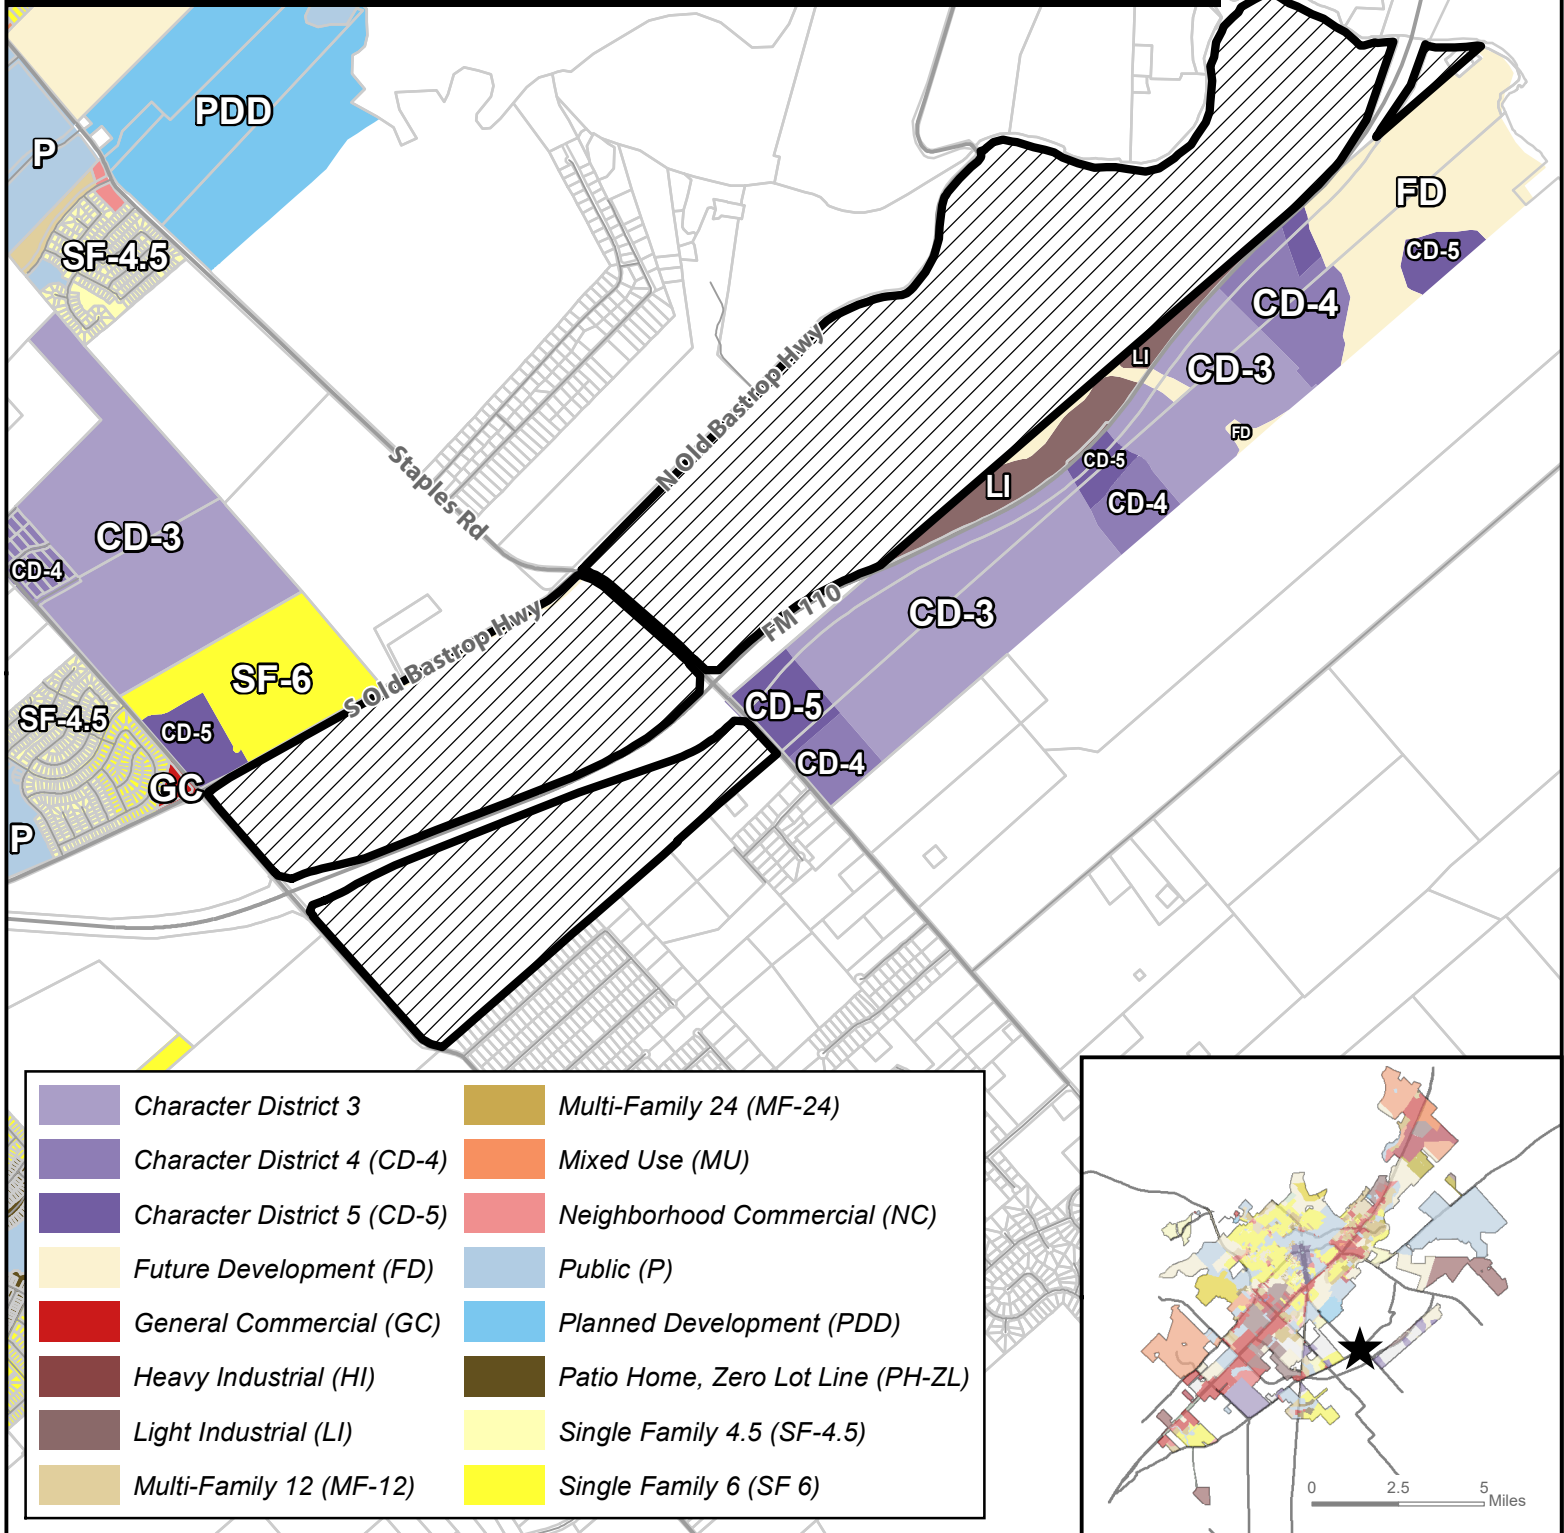 PDD
P
SF-4.5
FD
CD-5
CD-4
CD-3
LI
FD
N Old Bastrop Hwy
Staples Rd
CD-5
LI
CD-4
CD-3
CD-4
CD-3
FM 110
S Old Bastrop Hwy
SF-6
CD-5
SF-4.5
CD-5
CD-4
GC
P
Character District 3
Character District 4 (CD-4)
Character District 5 (CD-5)
Future Development (FD)
General Commercial (GC)
Heavy Industrial (HI)
Light Industrial (LI)
Multi-Family 12 (MF-12)
Multi-Family 24 (MF-24)
Mixed Use (MU)
Neighborhood Commercial (NC)
Public (P)
Planned Development (PDD)
Patio Home, Zero Lot Line (PH-ZL)
Single Family 4.5 (SF-4.5)
Single Family 6 (SF 6)
0 2.5 5
Miles